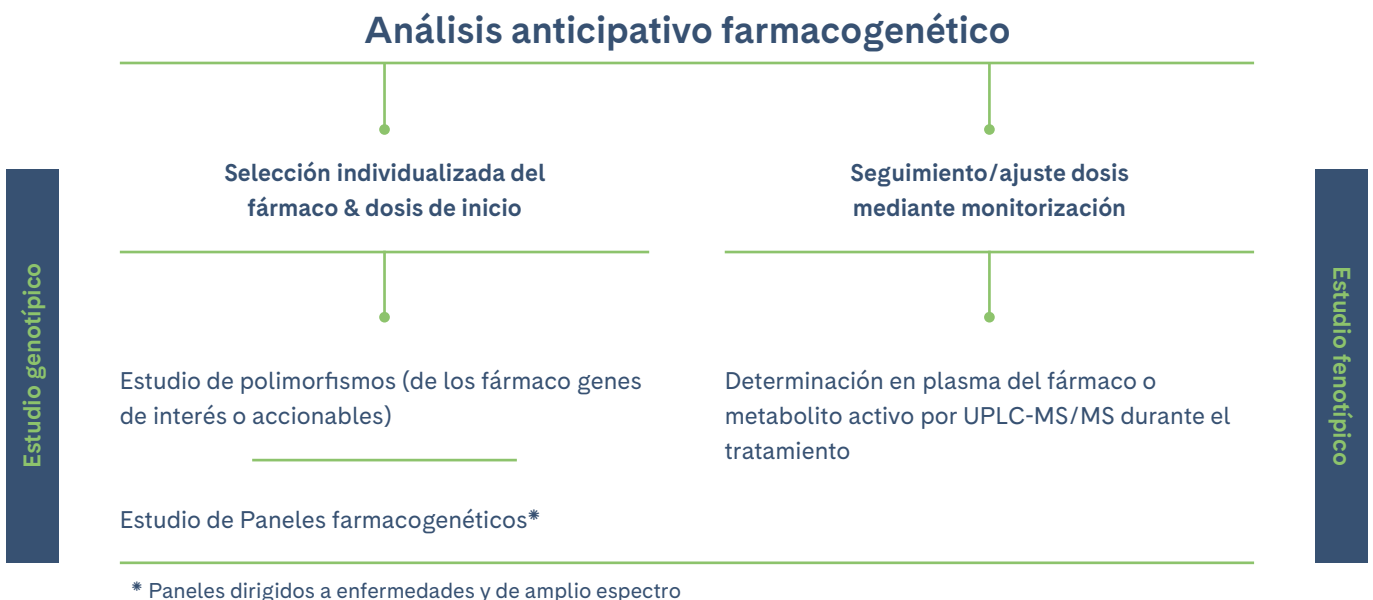 Análisis anticipativo farmacogenético
Selección individualizada del
fármaco & dosis de inicio
Seguimiento/ajuste dosis
mediante monitorización
Estudio genotípico
Estudio de polimorfismos (de los fármaco genes
de interés o accionables)
Estudio de Paneles farmacogenéticos*
Determinación en plasma del fármaco o
metabolito activo por UPLC-MS/MS durante el
tratamiento
Estudio fenotípico
* Paneles dirigidos a enfermedades y de amplio espectro